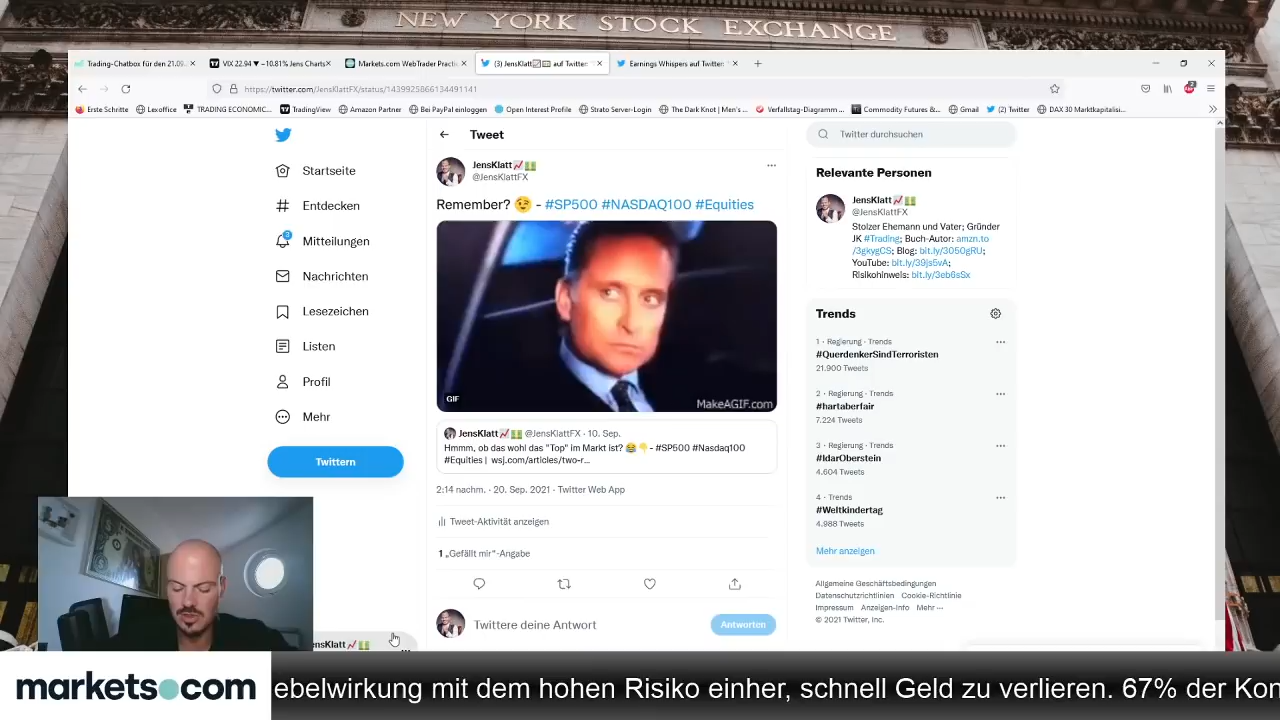 NEW YORK STOCK EXCHANGE
Trading-Chatbox für den 21.09.
VIX 22.94 ▼ −10.81% Jens Charts
Markets.com WebTrader Practi
(3) JensKlatt📈💵 auf Twitter:
Earnings Whispers auf Twitter: "
https://twitter.com/JensKlattFX/status/1439925866134491141
Erste Schritte
Lexoffice
TRADING ECONOMIC...
TradingView
Amazon Partner
Bei PayPal einloggen
Open Interest Profile
Strato Server-Login
The Dark Knot | Men's ...
Verfallstag-Diagramm ...
Commodity Futures &...
Gmail
(2) Twitter
DAX 30 Marktkapitalisi...
Startseite
Entdecken
3
Mitteilungen
Nachrichten
Lesezeichen
Listen
Profil
Mehr
Twittern
JensKlatt📈💵
Tweet
JensKlatt📈💵
@JensKlattFX
Remember? 😉 - #SP500 #NASDAQ100 #Equities
GIF
MakeAGIF.com
JensKlatt📈💵 @JensKlattFX · 10. Sep.
Hmmm, ob das wohl das "Top" im Markt ist? 😂👇 - #SP500 #Nasdaq100
#Equities | wsj.com/articles/two-r...
2:14 nachm. · 20. Sep. 2021 · Twitter Web App
Tweet-Aktivität anzeigen
1 „Gefällt mir“-Angabe
Twittere deine Antwort
Antworten
Twitter durchsuchen
Relevante Personen
JensKlatt📈💵
@JensKlattFX
Stolzer Ehemann und Vater; Gründer
JK #Trading; Buch-Autor: amzn.to
/3gkygCS; Blog: bit.ly/3050gRU;
YouTube: bit.ly/39js5vA;
Risikohinweis: bit.ly/3eb6sSx
Trends
1 · Regierung · Trends
#QuerdenkerSindTerroristen
21.900 Tweets
2 · Regierung · Trends
#hartaberfair
7.224 Tweets
3 · Regierung · Trends
#IdarOberstein
4.604 Tweets
4 · Trends
#Weltkindertag
4.988 Tweets
Mehr anzeigen
Allgemeine Geschäftsbedingungen
Datenschutzrichtlinien Cookie-Richtlinie
Impressum Anzeigen-Info Mehr ···
© 2021 Twitter, Inc.
markets.com
ebelwirkung mit dem hohen Risiko einher, schnell Geld zu verlieren. 67% der Kon